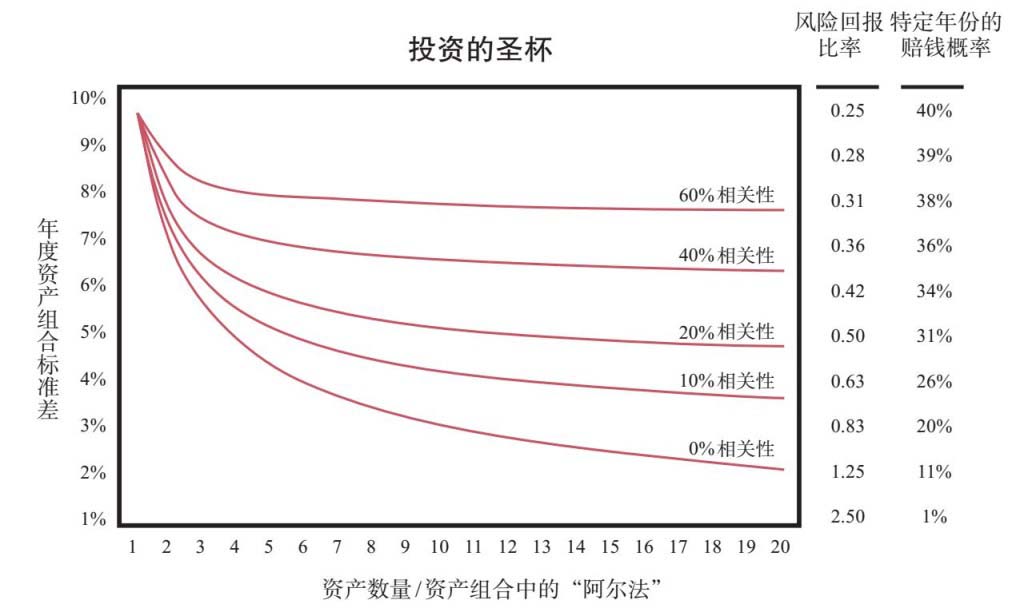 投资的圣杯
风险回报
比率
特定年份的
赔钱概率
年度资产组合标准差
10%
9%
8%
7%
6%
5%
4%
3%
2%
1%
60%相关性
40%相关性
20%相关性
10%相关性
0%相关性
0.25 40%
0.28 39%
0.31 38%
0.36 36%
0.42 34%
0.50 31%
0.63 26%
0.83 20%
1.25 11%
2.50 1%
1 2 3 4 5 6 7 8 9 10 11 12 13 14 15 16 17 18 19 20
资产数量/资产组合中的“阿尔法”